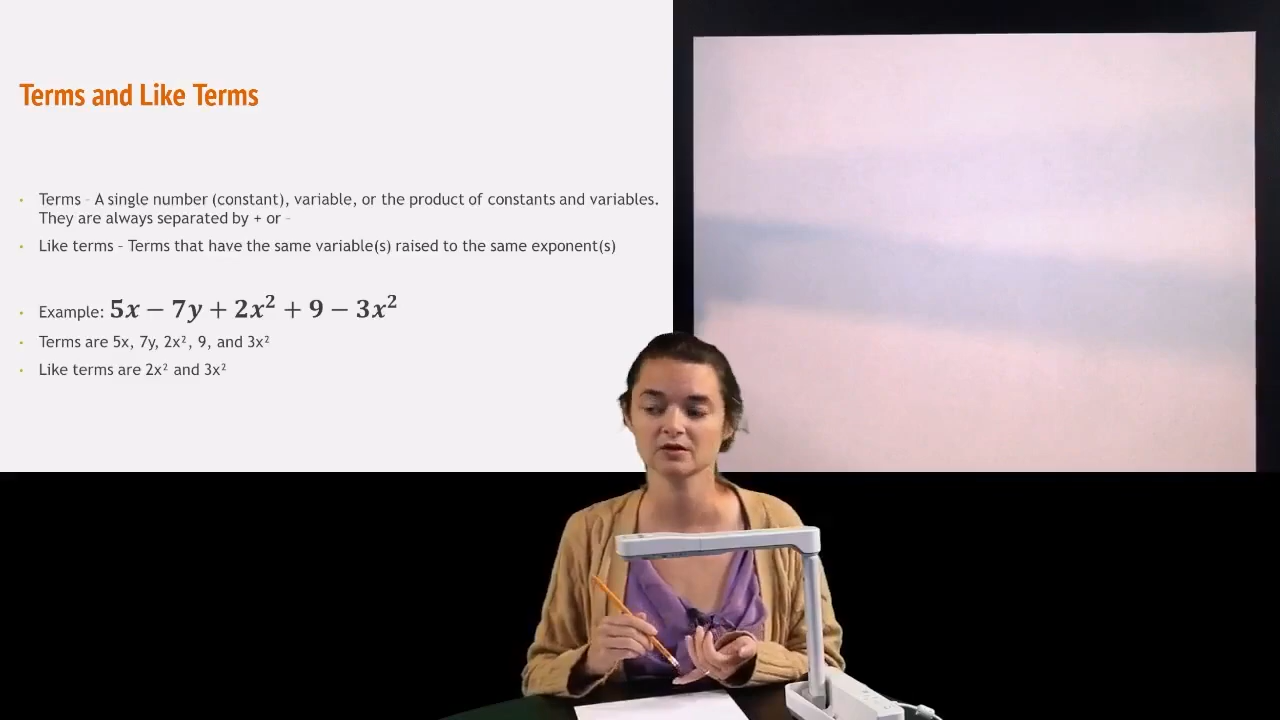 Terms and Like Terms
• Terms - A single number (constant), variable, or the product of constants and variables.
They are always separated by + or -
• Like terms – Terms that have the same variable(s) raised to the same exponent(s)
• Example: 5x − 7y + 2x² + 9 − 3x²
• Terms are 5x, 7y, 2x², 9, and 3x²
• Like terms are 2x² and 3x²